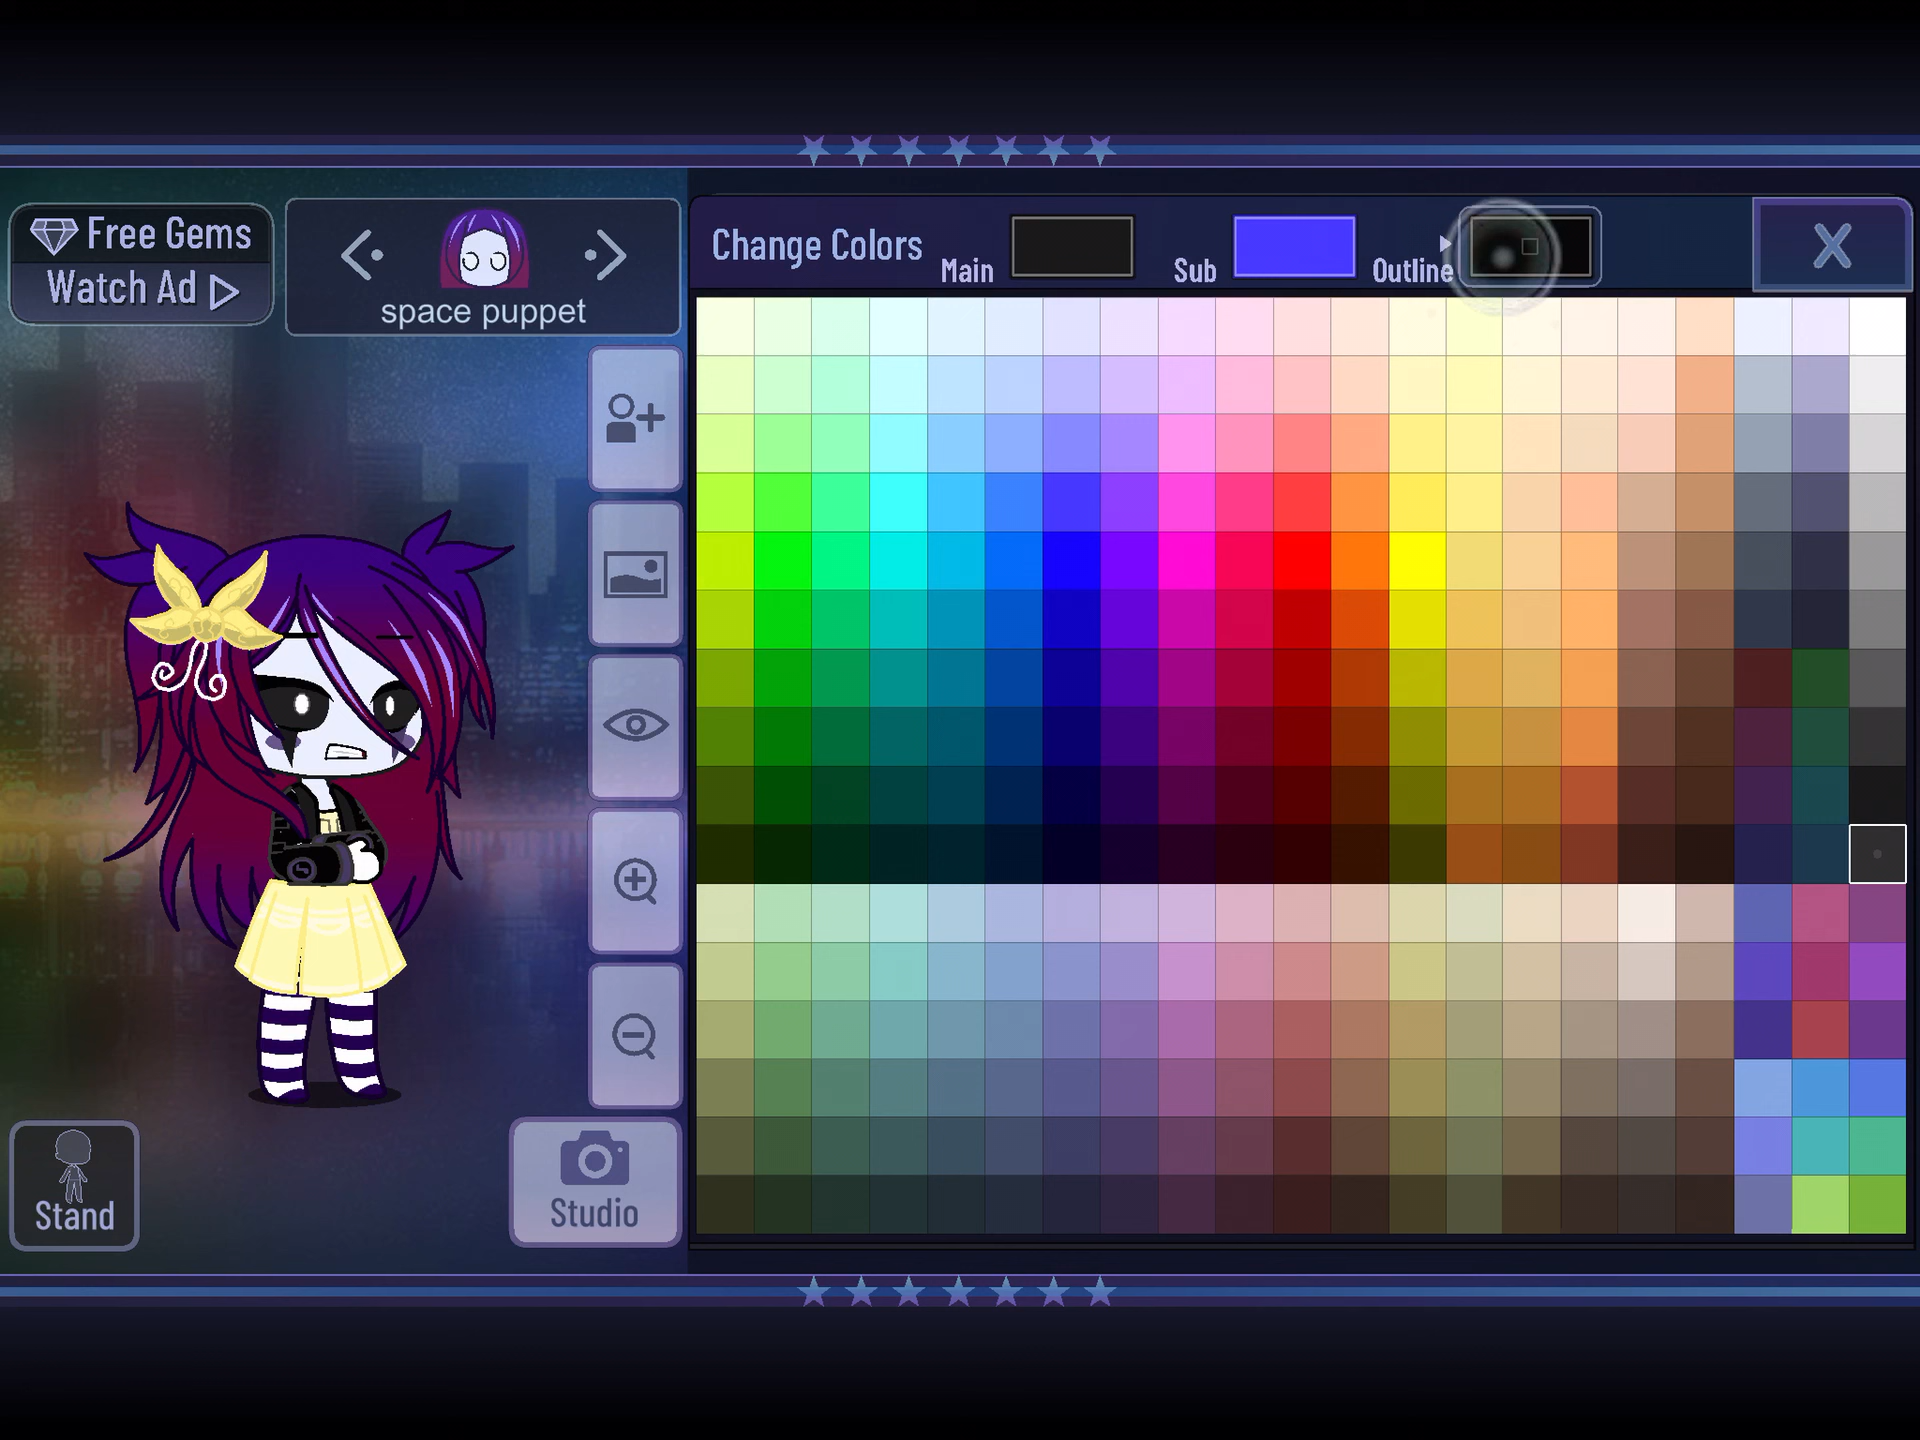 Free Gems
Watch Ad
space puppet
Change Colors
Main
Sub
Outline
X
Stand
Studio